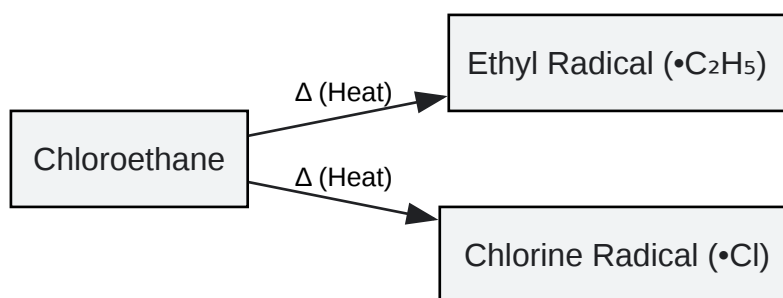 Ethyl Radical (•C₂H₅)
Δ (Heat)
Chloroethane
Δ (Heat)
Chlorine Radical (•Cl)